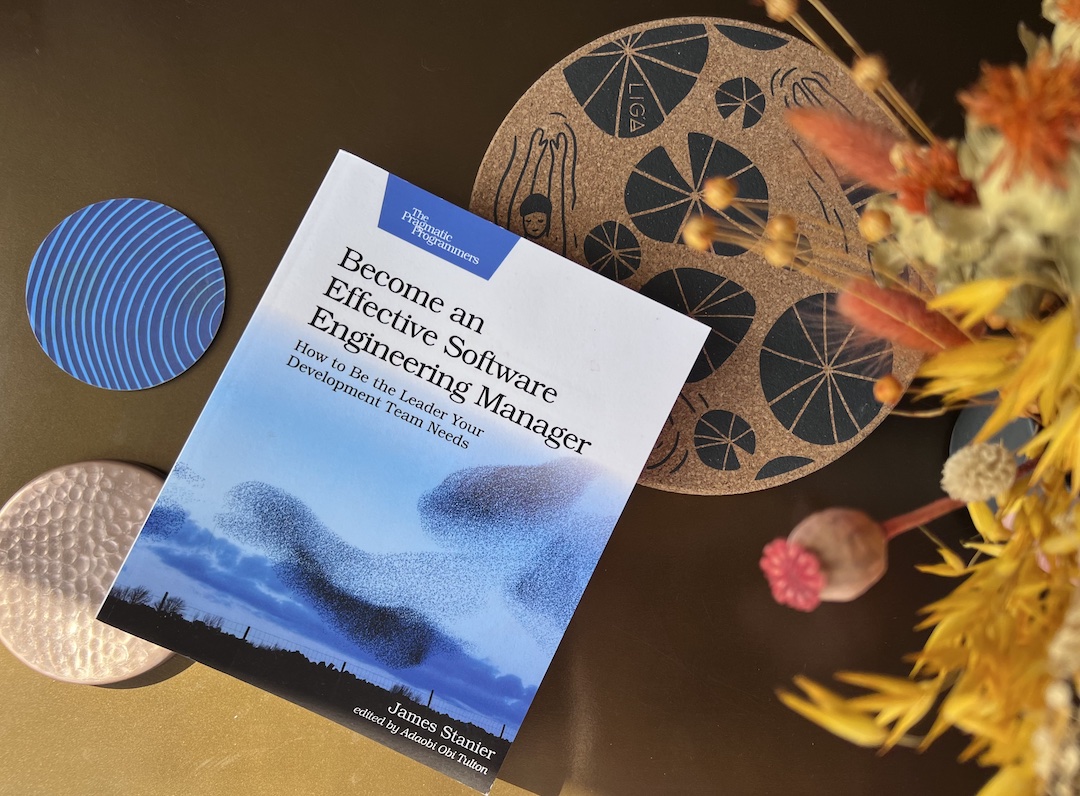 The
Pragmatic
Programmers
Become an
Effective Software
Engineering Manager
How to Be the Leader Your
Development Team Needs
James Stanier
edited by Adaobi Obi Tulton
LIGA